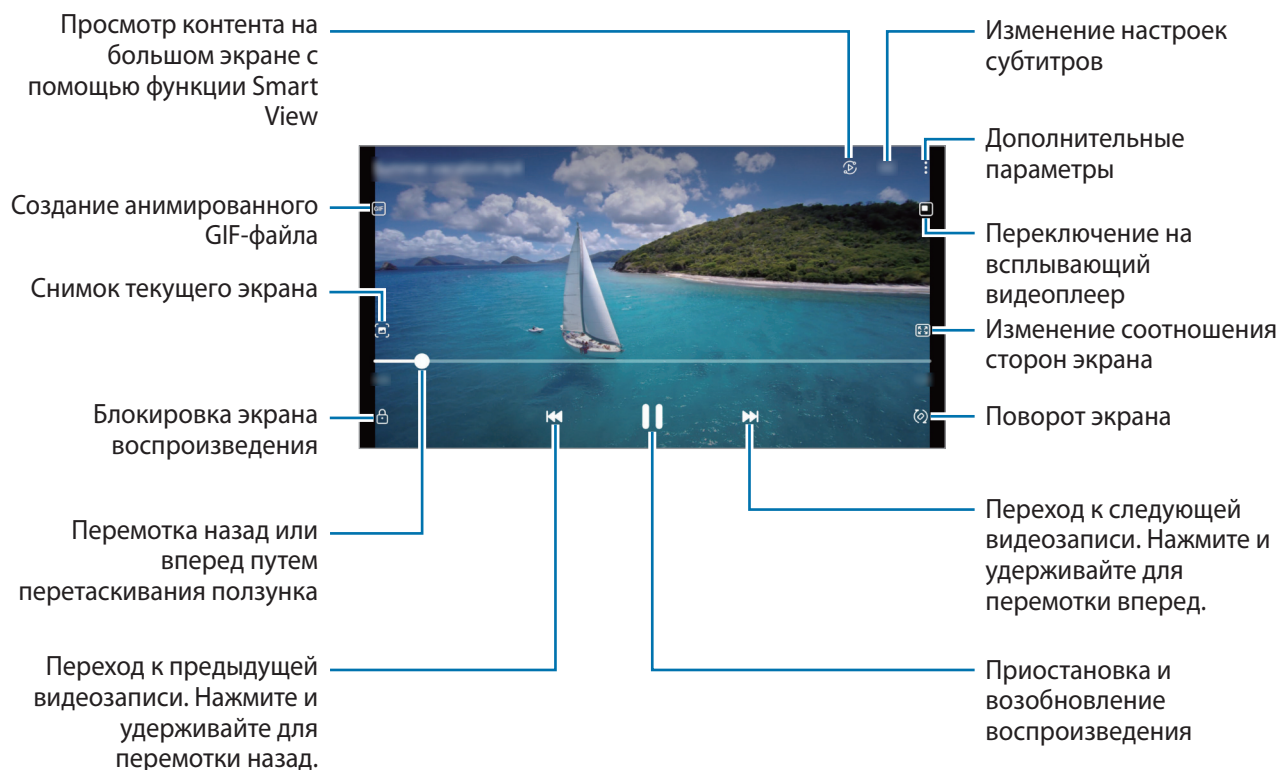 Просмотр контента на
большом экране с
помощью функции Smart
View
Создание анимированного
GIF-файла
Снимок текущего экрана
Блокировка экрана
воспроизведения
Перемотка назад или
вперед путем
перетаскивания ползунка
Переход к предыдущей
видеозаписи. Нажмите и
удерживайте для
перемотки назад.
GIF
Изменение настроек
субтитров
Дополнительные
параметры
Переключение на
всплывающий
видеоплеер
Изменение соотношения
сторон экрана
Поворот экрана
Переход к следующей
видеозаписи. Нажмите и
удерживайте для
перемотки вперед.
Приостановка и
возобновление
воспроизведения